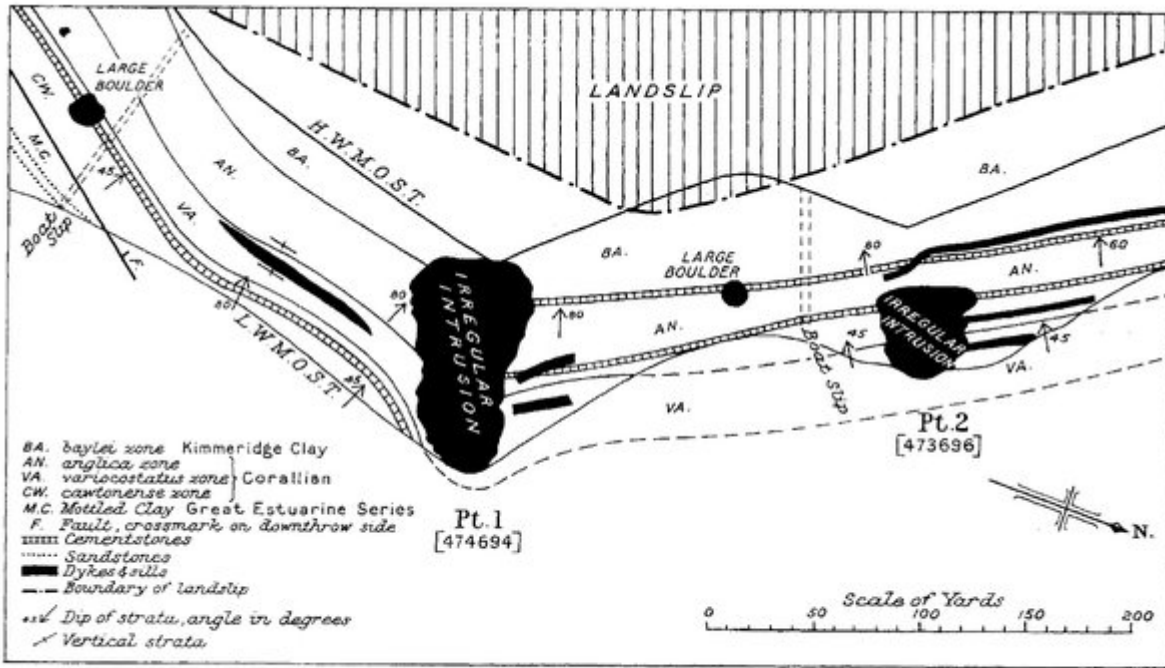 LARGE
BOULDER
CW.
M.C.
45
Boat
Slip
F.
VA.
AN.
BA.
H.W.M.O.S.T.
LANDSLIP
80
L.W.M.O.S.T.
45
80
IRREGULAR
INTRUSION
80
BA.
LARGE
BOULDER
AN.
VA.
60
BA.
AN.
60
Boat Slip
45
IRREGULAR
INTRUSION
45
VA.
Pt.1
[474694]
Pt.2
[473696]
N.
BA. baylei zone Kimmeridge Clay
AN. anglica zone
VA. variocostatus zone Corallian
CW. cawtonense zone
M.C. Mottled Clay Great Estuarine Series
F. Fault, crossmark on downthrow side
Cementstones
Sandstones
Dykes & sills
Boundary of landslip
45 Dip of strata, angle in degrees
Vertical strata
Scale of Yards
0 50 100 150 200